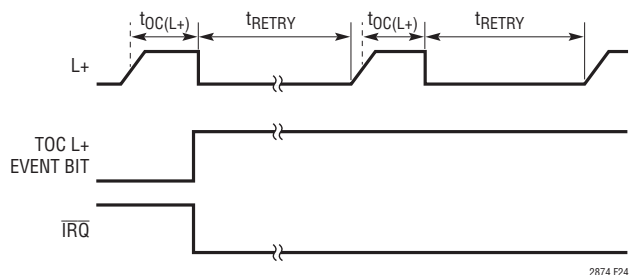 tOC(L+) tRETRY tOC(L+) tRETRY
L+
TOC L+
EVENT BIT
IRQ
2874 F24